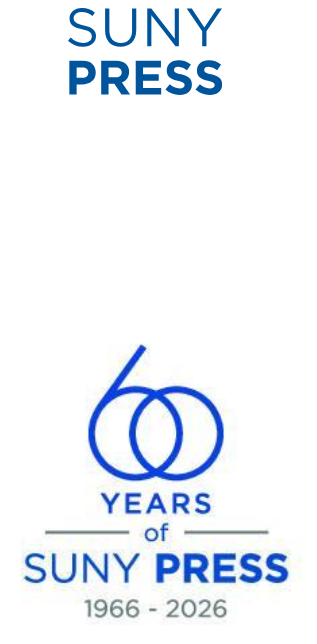 SUNY
PRESS
60
YEARS
of
SUNY PRESS
1966 - 2026